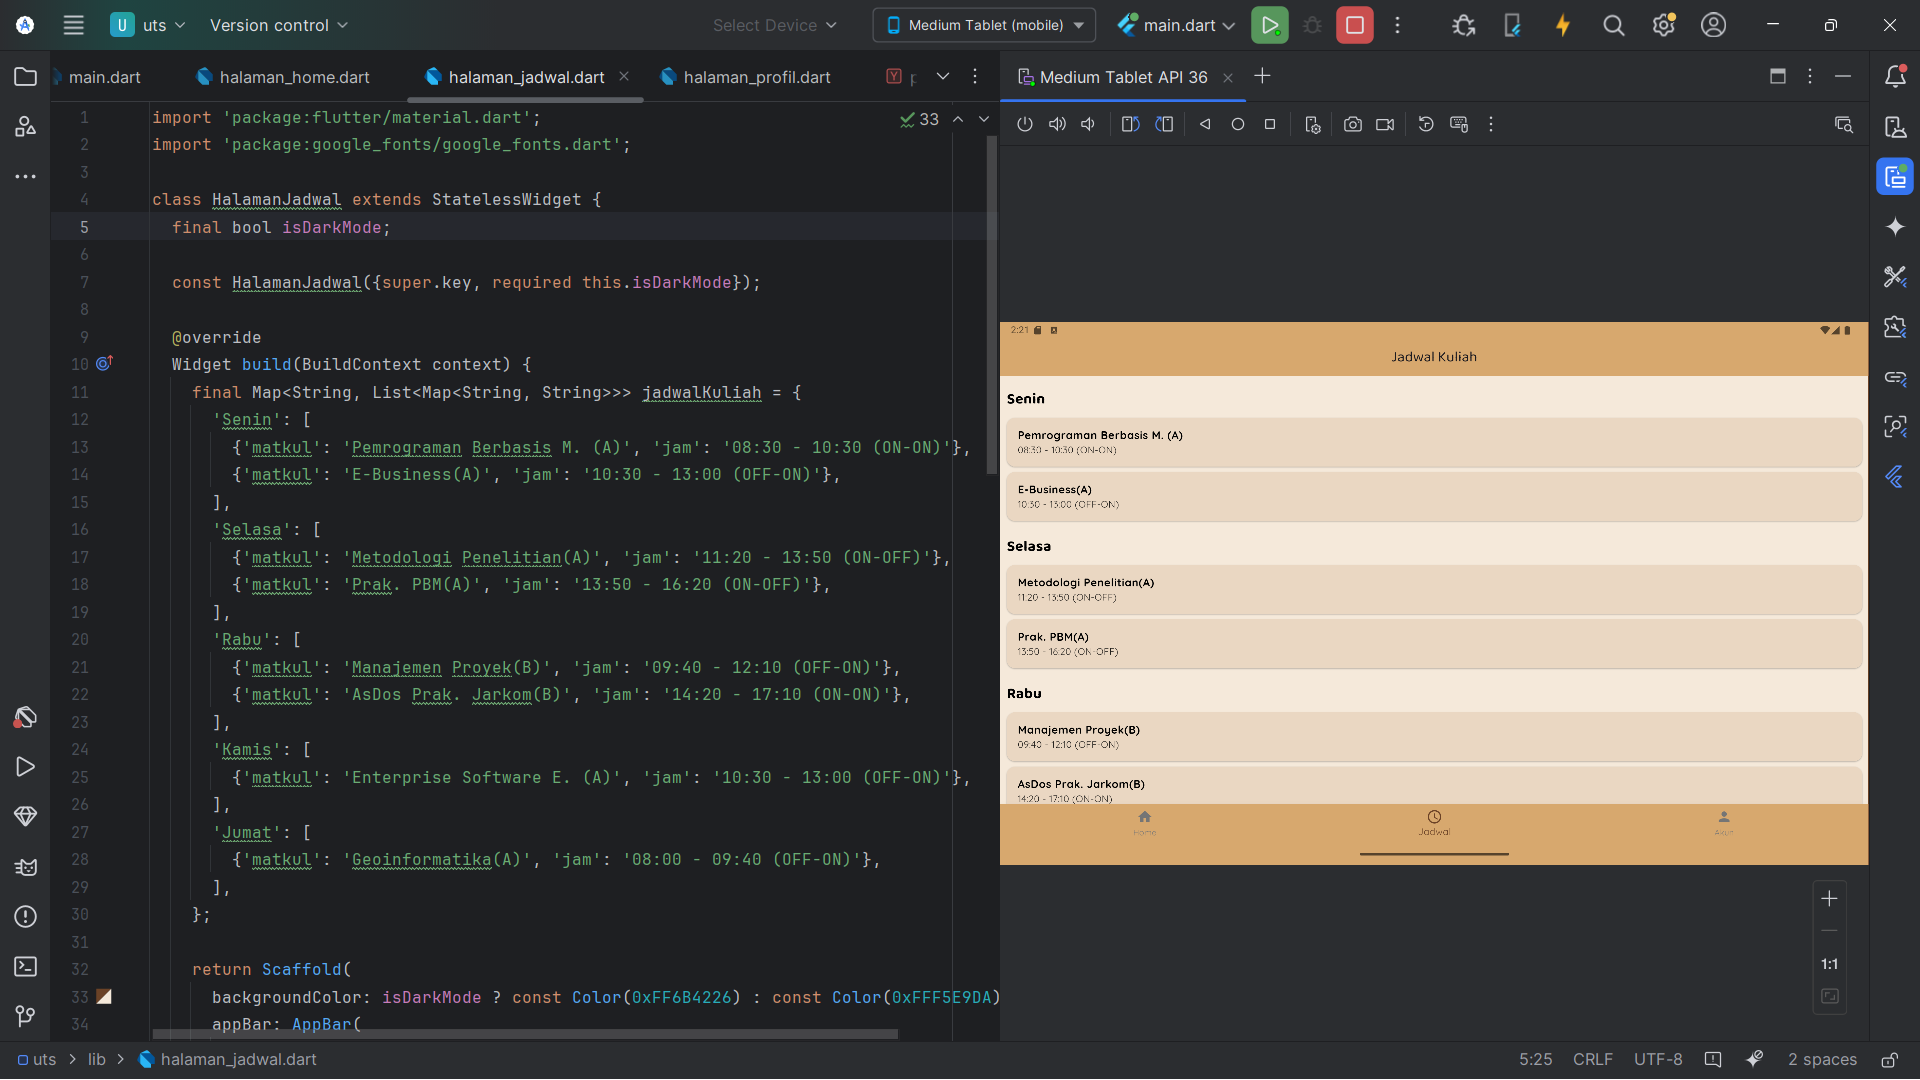 U uts Version control Select Device Medium Tablet (mobile) main.dart
main.dart halaman_home.dart halaman_jadwal.dart halaman_profil.dart Y p
Medium Tablet API 36
33
1 import 'package:flutter/material.dart';
2 import 'package:google_fonts/google_fonts.dart';
3
4 class HalamanJadwal extends StatelessWidget {
5 final bool isDarkMode;
6
7 const HalamanJadwal({super.key, required this.isDarkMode});
8
9 @override
10 Widget build(BuildContext context) {
11 final Map<String, List<Map<String, String>>> jadwalKuliah = {
12 'Senin': [
13 {'matkul': 'Pemrograman Berbasis M. (A)', 'jam': '08:30 - 10:30 (ON-ON)'},
14 {'matkul': 'E-Business(A)', 'jam': '10:30 - 13:00 (OFF-ON)'},
15 ],
16 'Selasa': [
17 {'matkul': 'Metodologi Penelitian(A)', 'jam': '11:20 - 13:50 (ON-OFF)'},
18 {'matkul': 'Prak. PBM(A)', 'jam': '13:50 - 16:20 (ON-OFF)'},
19 ],
20 'Rabu': [
21 {'matkul': 'Manajemen Proyek(B)', 'jam': '09:40 - 12:10 (OFF-ON)'},
22 {'matkul': 'AsDos Prak. Jarkom(B)', 'jam': '14:20 - 17:10 (ON-ON)'},
23 ],
24 'Kamis': [
25 {'matkul': 'Enterprise Software E. (A)', 'jam': '10:30 - 13:00 (OFF-ON)'},
26 ],
27 'Jumat': [
28 {'matkul': 'Geoinformatika(A)', 'jam': '08:00 - 09:40 (OFF-ON)'},
29 ],
30 };
31
32 return Scaffold(
33 backgroundColor: isDarkMode ? const Color(0xFF6B4226) : const Color(0xFFF5E9DA)
34 appBar: AppBar(
2:21
Jadwal Kuliah
Senin
Pemrograman Berbasis M. (A)
08:30 - 10:30 (ON-ON)
E-Business(A)
10:30 - 13:00 (OFF-ON)
Selasa
Metodologi Penelitian(A)
11:20 - 13:50 (ON-OFF)
Prak. PBM(A)
13:50 - 16:20 (ON-OFF)
Rabu
Manajemen Proyek(B)
09:40 - 12:10 (OFF-ON)
AsDos Prak. Jarkom(B)
14:20 - 17:10 (ON-ON)
Home Jadwal Akun
1:1
uts > lib > halaman_jadwal.dart
5:25 CRLF UTF-8 2 spaces